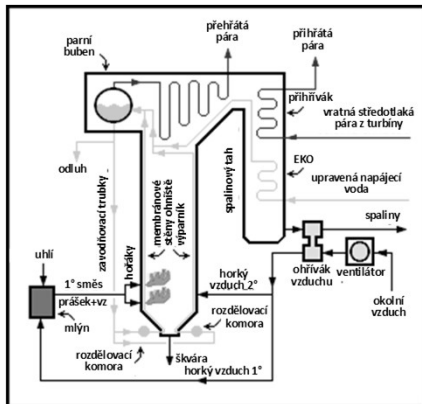 parní
buben
přehřátá
pára
přihřátá
pára
přihřívák
vratná středotlaká
pára z turbíny
odluh
zavodňovací trubky
membránové
stěny ohniště
výparník
spalinový tah
EKO
upravená napájecí
voda
spaliny
uhlí
1° směs
prášek+vz
mlýn
hořáky
horký
vzduch 2°
ohřívák
vzduchu
ventilátor
okolní
vzduch
rozdělovací
komora
rozdělovací
komora
škvára
horký vzduch 1°